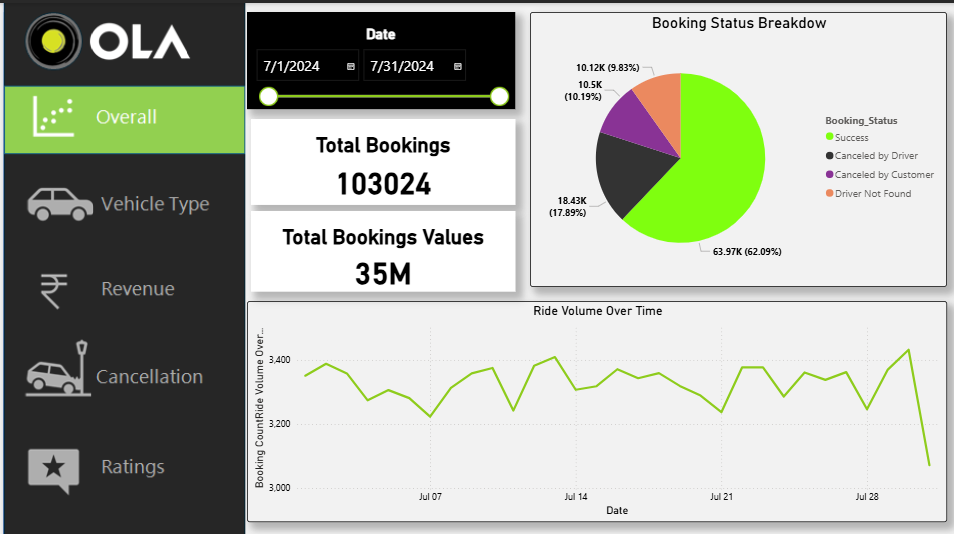 OLA
Overall
Vehicle Type
Revenue
Cancellation
Ratings
Date
7/1/2024
7/31/2024
Total Bookings
103024
Total Bookings Values
35M
Booking Status Breakdow
10.12K (9.83%)
10.5K
(10.19%)
18.43K
(17.89%)
63.97K (62.09%)
Booking_Status
Success
Canceled by Driver
Canceled by Customer
Driver Not Found
Ride Volume Over Time
Booking CountRide Volume Over...
3,400
3,200
3,000
Jul 07
Jul 14
Jul 21
Jul 28
Date